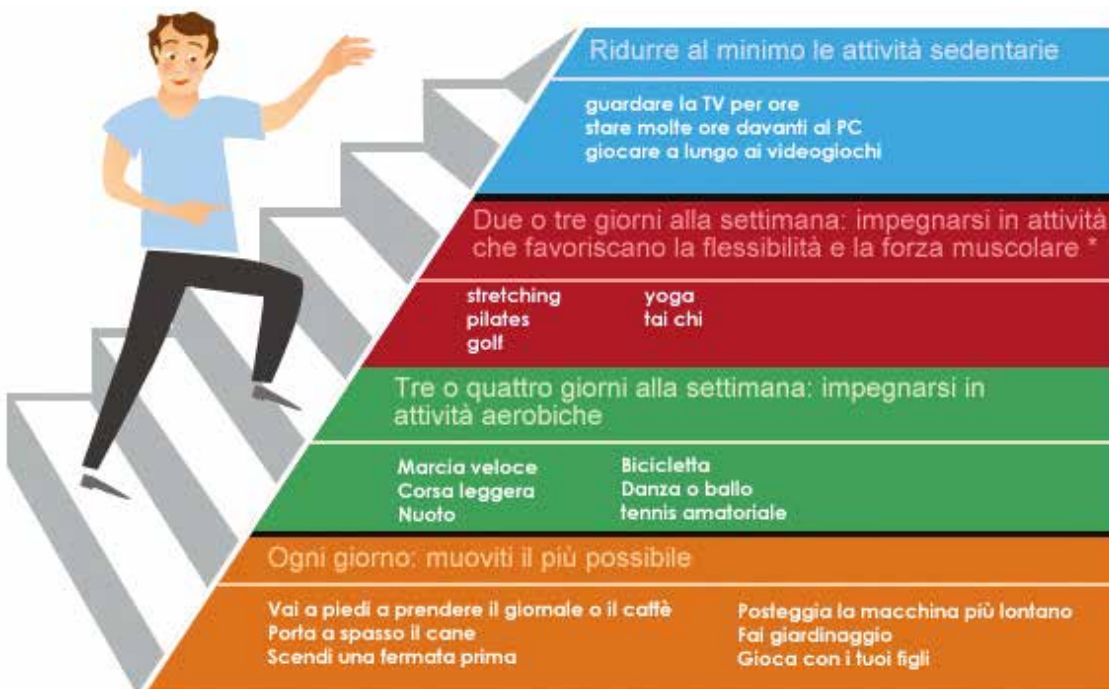 Ridurre al minimo le attività sedentarie
guardare la TV per ore
stare molte ore davanti al PC
giocare a lungo ai videogiochi
Due o tre giorni alla settimana: impegnarsi in attività
che favoriscano la flessibilità e la forza muscolare *
stretching
pilates
golf
yoga
tai chi
Tre o quattro giorni alla settimana: impegnarsi in
attività aerobiche
Marcia veloce
Corsa leggera
Nuoto
Bicicletta
Danza o ballo
tennis amatoriale
Ogni giorno: muoviti il più possibile
Vai a piedi a prendere il giornale o il caffè
Porta a spasso il cane
Scendi una fermata prima
Posteggia la macchina più lontano
Fai giardinaggio
Gioca con i tuoi figli